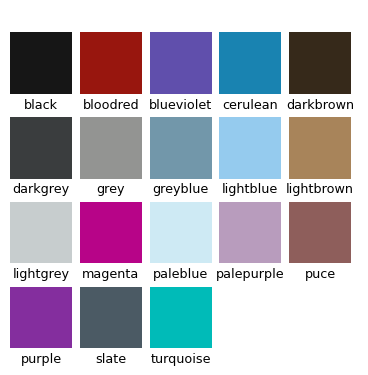 black bloodred blueviolet cerulean darkbrown
darkgrey grey greyblue lightblue lightbrown
lightgrey magenta paleblue palepurple puce
purple slate turquoise